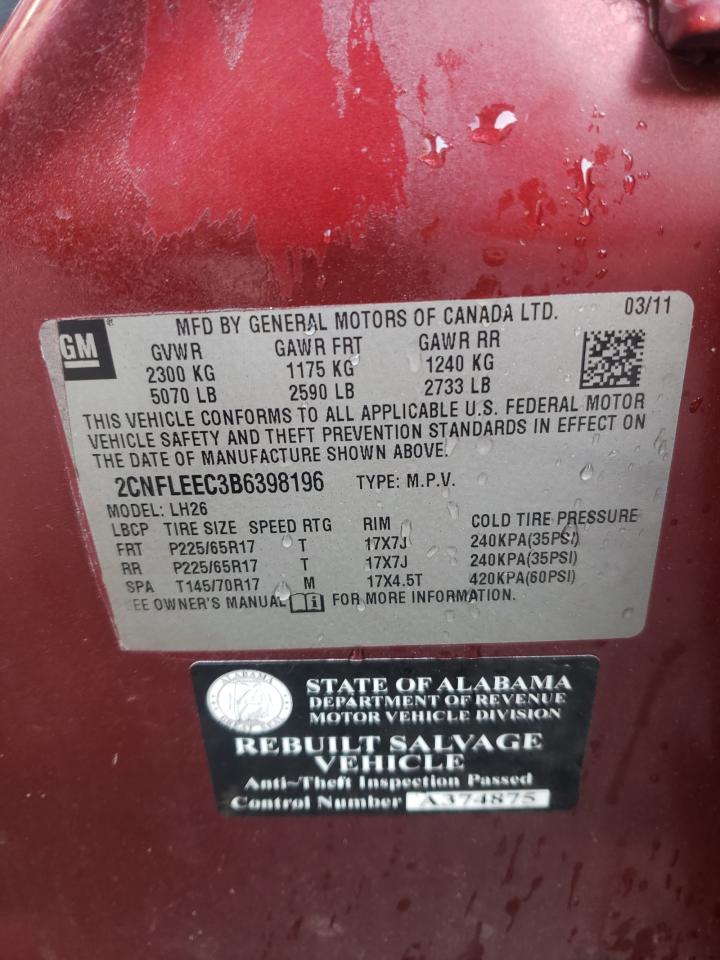 GM
MFD BY GENERAL MOTORS OF CANADA LTD. 03/11
GVWR GAWR FRT GAWR RR
2300 KG 1175 KG 1240 KG
5070 LB 2590 LB 2733 LB
THIS VEHICLE CONFORMS TO ALL APPLICABLE U.S. FEDERAL MOTOR
VEHICLE SAFETY AND THEFT PREVENTION STANDARDS IN EFFECT ON
THE DATE OF MANUFACTURE SHOWN ABOVE.
2CNFLEEC3B6398196 TYPE: M.P.V.
MODEL: LH26
LBCP TIRE SIZE SPEED RTG RIM COLD TIRE PRESSURE
FRT P225/65R17 T 17X7J 240KPA(35PSI)
RR P225/65R17 T 17X7J 240KPA(35PSI)
SPA T145/70R17 M 17X4.5T 420KPA(60PSI)
EE OWNER'S MANUAL FOR MORE INFORMATION.
STATE OF ALABAMA
DEPARTMENT OF REVENUE
MOTOR VEHICLE DIVISION
REBUILT SALVAGE
VEHICLE
Anti-Theft Inspection Passed
Control Number A374875